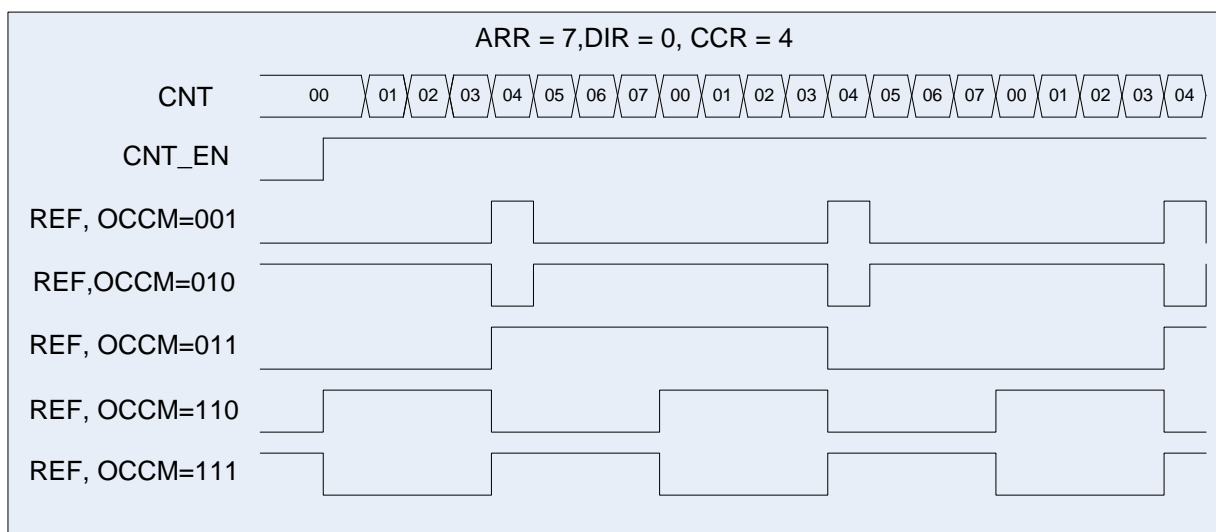 ARR = 7,DIR = 0, CCR = 4
CNT 00 01 02 03 04 05 06 07 00 01 02 03 04 05 06 07 00 01 02 03 04
CNT_EN
REF, OCCM=001
REF,OCCM=010
REF, OCCM=011
REF, OCCM=110
REF, OCCM=111